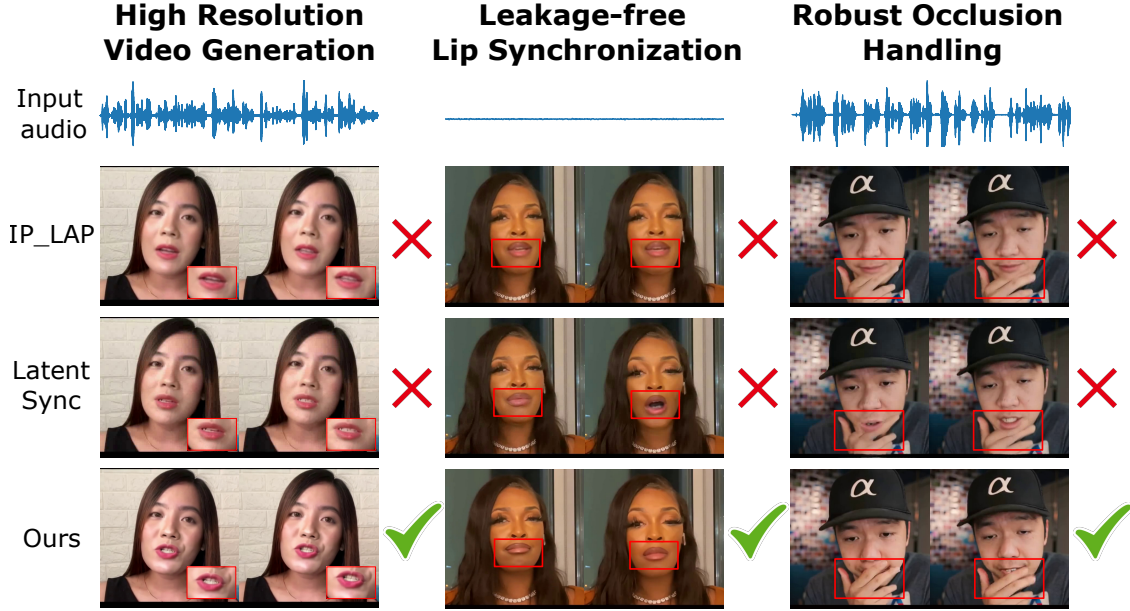 High Resolution
Video Generation
Leakage-free
Lip Synchronization
Robust Occlusion
Handling
Input
audio
IP_LAP
α α
Latent
Sync
α α
Ours
α α